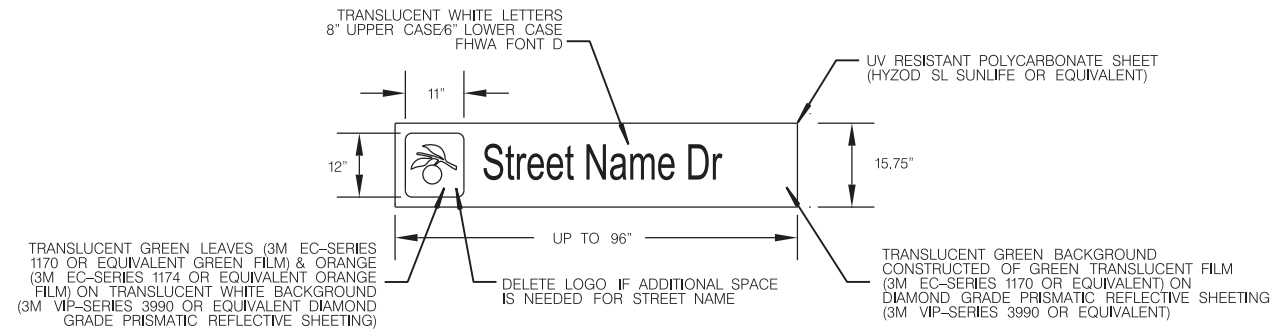 TRANSLUCENT WHITE LETTERS
8" UPPER CASE/6" LOWER CASE
FHWA FONT D
UV RESISTANT POLYCARBONATE SHEET
(HYZOD SL SUNLIFE OR EQUIVALENT)
11"
12"
Street Name Dr
15.75"
UP TO 96"
TRANSLUCENT GREEN LEAVES (3M EC-SERIES
1170 OR EQUIVALENT GREEN FILM) & ORANGE
(3M EC-SERIES 1174 OR EQUIVALENT ORANGE
FILM) ON TRANSLUCENT WHITE BACKGROUND
(3M VIP-SERIES 3990 OR EQUIVALENT DIAMOND
GRADE PRISMATIC REFLECTIVE SHEETING)
DELETE LOGO IF ADDITIONAL SPACE
IS NEEDED FOR STREET NAME
TRANSLUCENT GREEN BACKGROUND
CONSTRUCTED OF GREEN TRANSLUCENT FILM
(3M EC-SERIES 1170 OR EQUIVALENT) ON
DIAMOND GRADE PRISMATIC REFLECTIVE SHEETING
(3M VIP-SERIES 3990 OR EQUIVALENT)